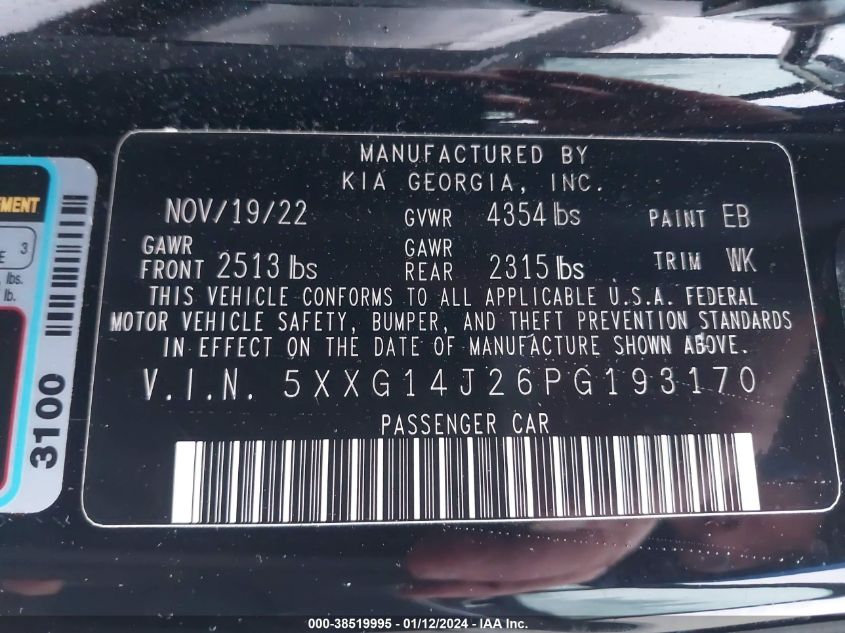 MANUFACTURED BY
KIA GEORGIA, INC.
NOV/19/22 GVWR 4354 lbs PAINT EB
GAWR FRONT 2513 lbs GAWR REAR 2315 lbs TRIM WK
THIS VEHICLE CONFORMS TO ALL APPLICABLE U.S.A. FEDERAL
MOTOR VEHICLE SAFETY, BUMPER, AND THEFT PREVENTION STANDARDS
IN EFFECT ON THE DATE OF MANUFACTURE SHOWN ABOVE.
V.I.N. 5XXG14J26PG193170
PASSENGER CAR
3
lbs.
lb.
3100
000-38519995 - 01/12/2024 - IAA Inc.